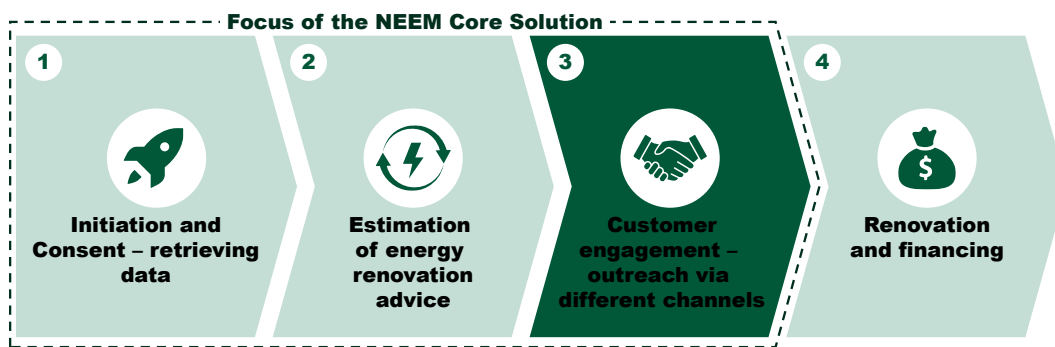 Focus of the NEEM Core Solution
1
Initiation and
Consent – retrieving
data
2
Estimation
of energy
renovation
advice
3
Customer
engagement –
outreach via
different channels
4
$
Renovation
and financing